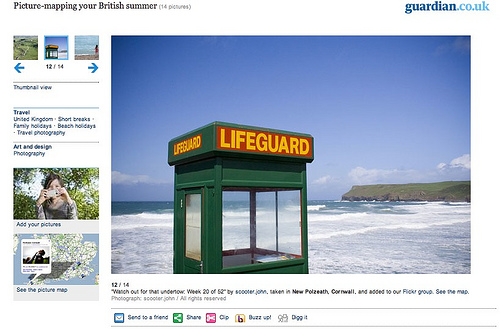 Picture-mapping your British summer (14 pictures)
guardian.co.uk
12 / 14
Thumbnail view
Travel
United Kingdom · Short breaks ·
Family holidays · Beach holidays
· Travel photography
Art and design
Photography
Add your pictures
See the picture map
LIFEGUARD
LIFEGUARD
12 / 14
"Watch out for that undertow: Week 20 of 52" by scooter.john, taken in New Polzeath, Cornwall, and added to our Flickr group. See the map.
Photograph: scooter.john / All rights reserved
Send to a friend Share Clip Buzz up! Digg it